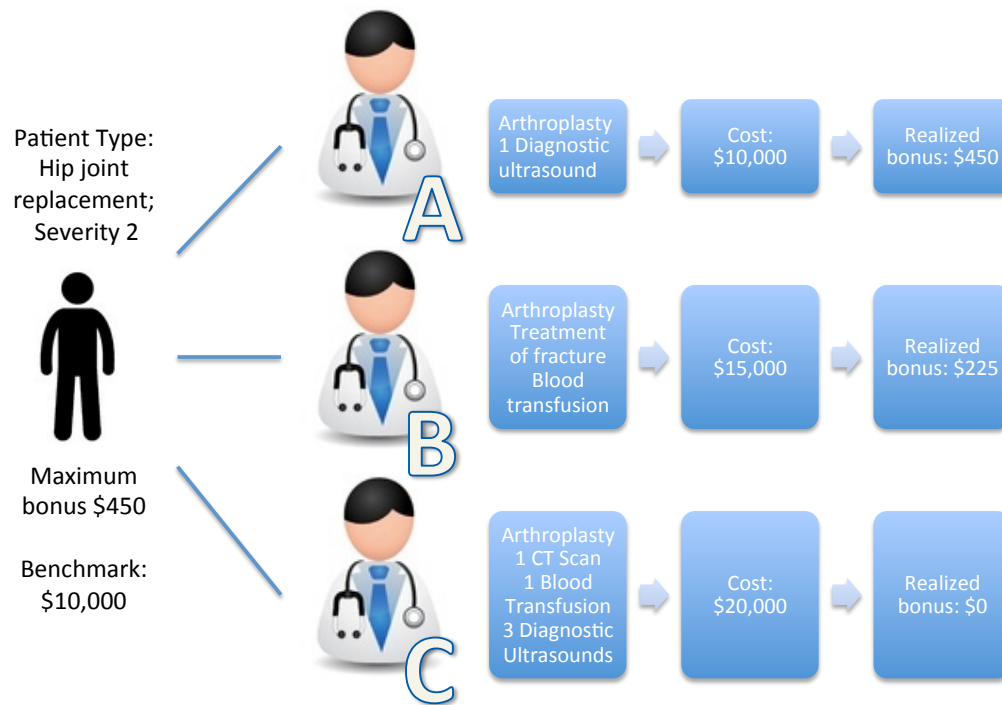 Patient Type:
Hip joint
replacement;
Severity 2
Maximum
bonus $450
Benchmark:
$10,000
A
Arthroplasty
1 Diagnostic
ultrasound
Cost:
$10,000
Realized
bonus: $450
B
Arthroplasty
Treatment
of fracture
Blood
transfusion
Cost:
$15,000
Realized
bonus: $225
C
Arthroplasty
1 CT Scan
1 Blood
Transfusion
3 Diagnostic
Ultrasounds
Cost:
$20,000
Realized
bonus: $0